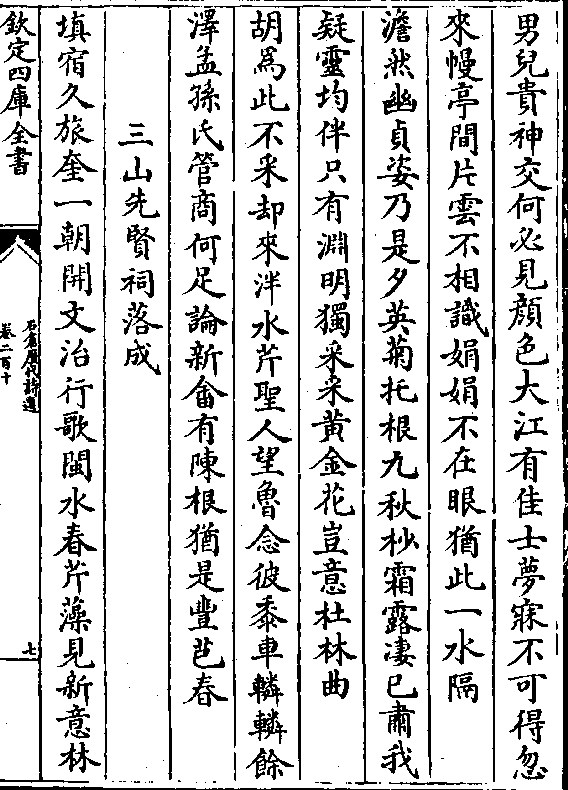 男兒貴神交何必見顔色大江有佳士夢寐不可得忽
來幔亭間片雲不相識娟娟不在眼猶此一水隔
澹然幽貞姿乃是夕英菊托根九秋杪霜露凄已肅我
疑靈均伴只有淵明獨采采黄金花豈意杜林曲
胡爲此不采却來泮水芹聖人望魯念彼黍車轔轔餘
澤孟孫氏管商何足論新畬有陳根猶是豐芑春
三山先賢祠落成
填宿久旅奎一朝開文治行歌閩水春芹藻見新意林
欽定四庫全書
石倉歷代詩選
卷二百十
七